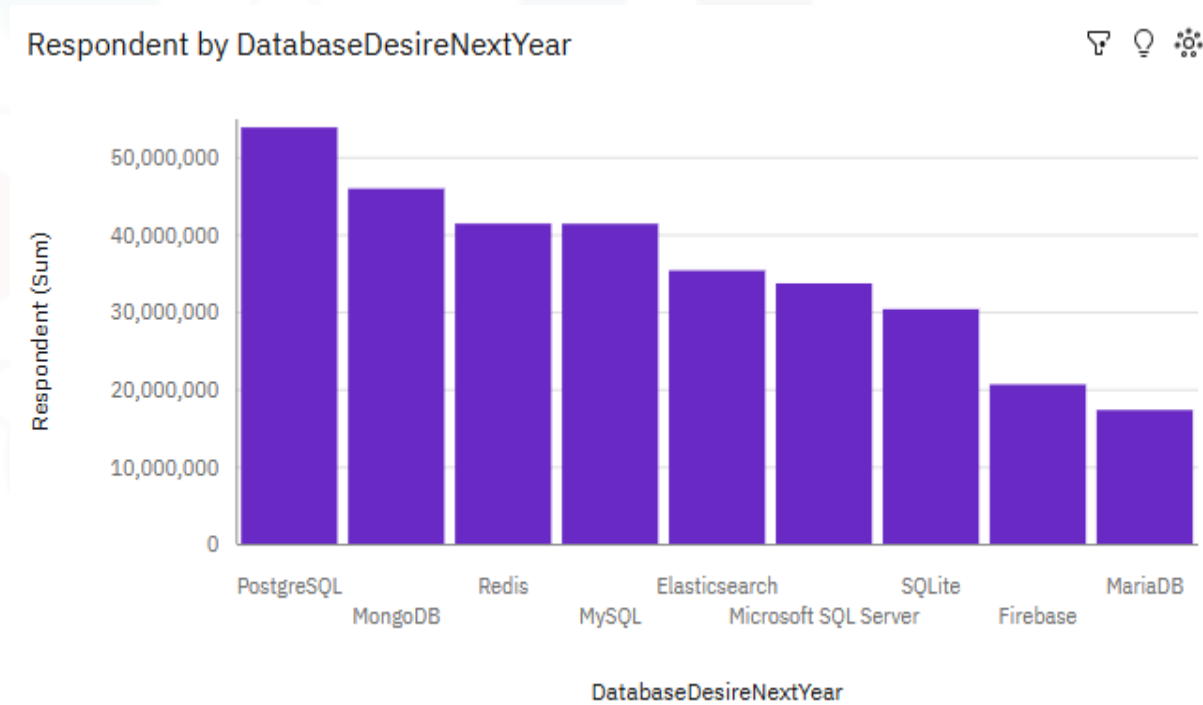 Respondent by DatabaseDesireNextYear
Respondent (Sum)
50,000,000
40,000,000
30,000,000
20,000,000
10,000,000
0
PostgreSQL
MongoDB
Redis
MySQL
Elasticsearch
Microsoft SQL Server
SQLite
Firebase
MariaDB
DatabaseDesireNextYear